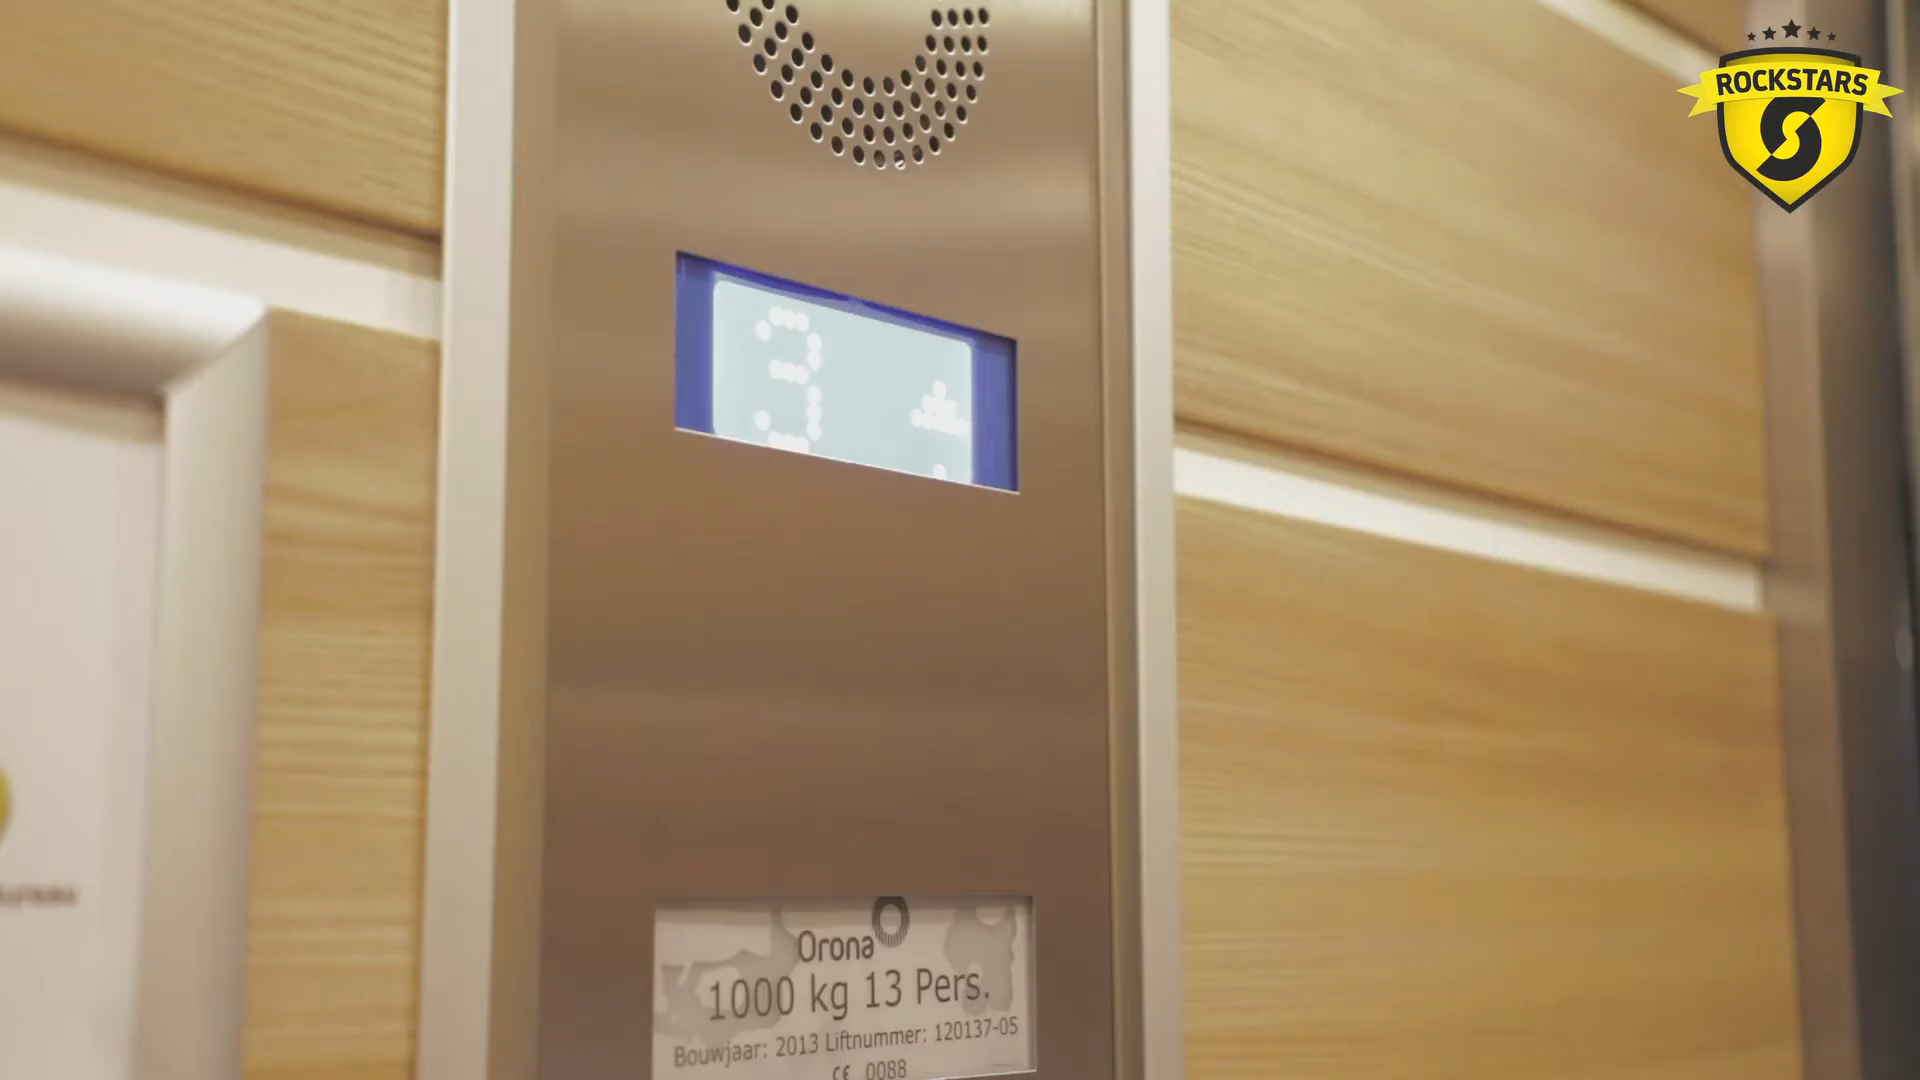 ROCKSTARS
S
3
Orona
1000 kg 13 Pers.
Bouwjaar: 2013 Liftnummer: 120137-05
CE 0088